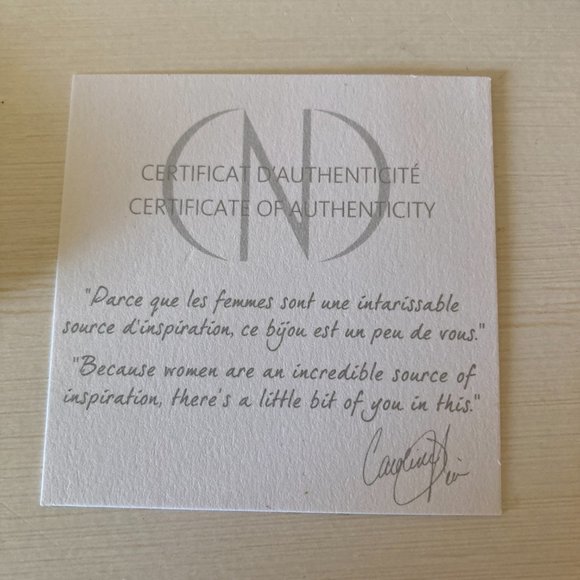 CERTIFICAT D'AUTHENTICITÉ
CERTIFICATE OF AUTHENTICITY
"Parce que les femmes sont une intarissable
source d'inspiration, ce bijou est un peu de vous."
"Because women are an incredible source of
inspiration, there's a little bit of you in this."